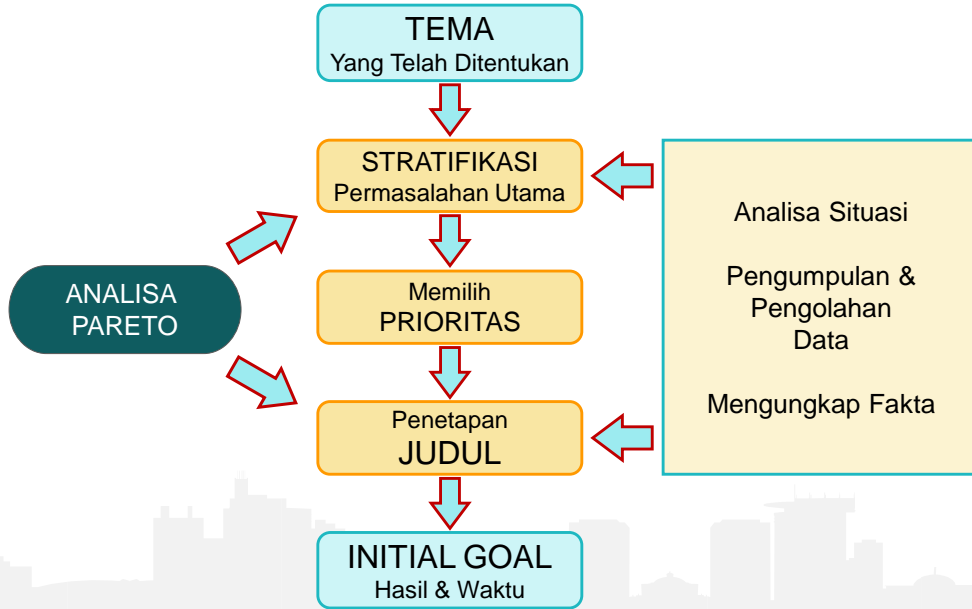 TEMA
Yang Telah Ditentukan
STRATIFIKASI
Permasalahan Utama
ANALISA
PARETO
Memilih
PRIORITAS
Penetapan
JUDUL
INITIAL GOAL
Hasil & Waktu
Analisa Situasi
Pengumpulan &
Pengolahan
Data
Mengungkap Fakta